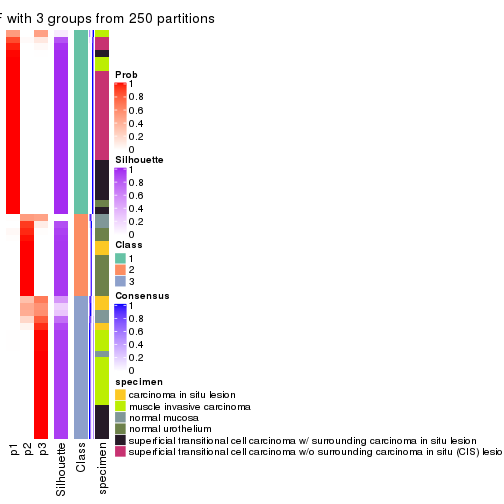 F with 3 groups from 250 partitions
Prob
1
0.8
0.6
0.4
0.2
0
Silhouette
1
0.8
0.6
0.4
0.2
0
Class
1
2
3
Consensus
1
0.8
0.6
0.4
0.2
0
specimen
carcinoma in situ lesion
muscle invasive carcinoma
normal mucosa
normal urothelium
superficial transitional cell carcinoma w/ surrounding carcinoma in situ lesion
superficial transitional cell carcinoma w/o surrounding carcinoma in situ (CIS) lesio
p1
p2
p3
Silhouette
Class
specimen